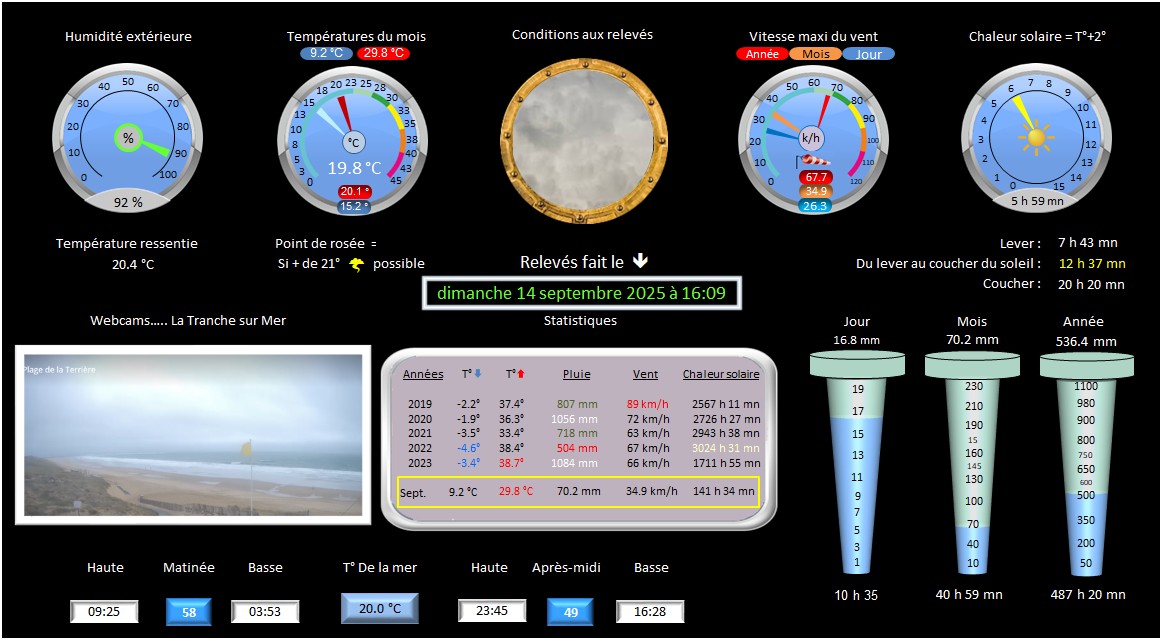 Humidité extérieure
Températures du mois
Conditions aux relevés
Vitesse maxi du vent
Chaleur solaire = T°+2°
9.2 °C 29.8 °C
Année Mois Jour
0 10 20 30 40 50 60 70 80 90 100
%
92 %
0 3 5 8 10 13 15 18 20 23 25 28 30 33 35 38 40 43 45
°C
19.8 °C
20.1 °
15.2 °
0 10 20 30 40 50 60 70 80 90 100 110 120
k/h
67.7
34.9
26.3
0 1 2 3 4 5 6 7 8 9 10 11 12 13 14 15
5 h 59 mn
Température ressentie
20.4 °C
Point de rosée =
Si + de 21° possible
Relevés fait le
dimanche 14 septembre 2025 à 16:09
Lever : 7 h 43 mn
Du lever au coucher du soleil : 12 h 37 mn
Coucher : 20 h 20 mn
Webcams….. La Tranche sur Mer
Plage de la Terrière
Statistiques
Années T° T° Pluie Vent Chaleur solaire
2019 -2.2° 37.4° 807 mm 89 km/h 2567 h 11 mn
2020 -1.9° 36.3° 1056 mm 72 km/h 2726 h 27 mn
2021 -3.5° 33.4° 718 mm 63 km/h 2943 h 38 mn
2022 -4.6° 38.4° 504 mm 67 km/h 3024 h 31 mn
2023 -3.4° 38.7° 1084 mm 66 km/h 1711 h 55 mn
Sept. 9.2 °C 29.8 °C 70.2 mm 34.9 km/h 141 h 34 mn
Jour
16.8 mm
19
17
15
13
11
9
7
5
3
1
10 h 35
Mois
70.2 mm
230
210
190
15
160
145
130
100
70
40
10
40 h 59 mn
Année
536.4 mm
1100
980
900
800
750
650
600
500
350
200
50
487 h 20 mn
Haute Matinée Basse T° De la mer Haute Après-midi Basse
09:25 58 03:53 20.0 °C 23:45 49 16:28